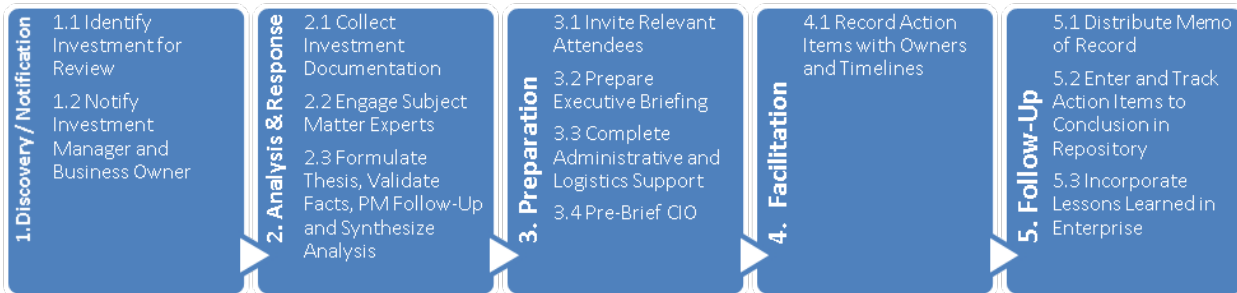 1.Discovery / Notification
1.1 Identify
Investment for
Review
1.2 Notify
Investment
Manager and
Business Owner
2. Analysis & Response
2.1 Collect
Investment
Documentation
2.2 Engage Subject
Matter Experts
2.3 Formulate
Thesis, Validate
Facts, PM Follow-Up
and Synthesize
Analysis
3. Preparation
3.1 Invite Relevant
Attendees
3.2 Prepare
Executive Briefing
3.3 Complete
Administrative and
Logistics Support
3.4 Pre-Brief CIO
4. Facilitation
4.1 Record Action
Items with Owners
and Timelines
5. Follow-Up
5.1 Distribute Memo
of Record
5.2 Enter and Track
Action Items to
Conclusion in
Repository
5.3 Incorporate
Lessons Learned in
Enterprise